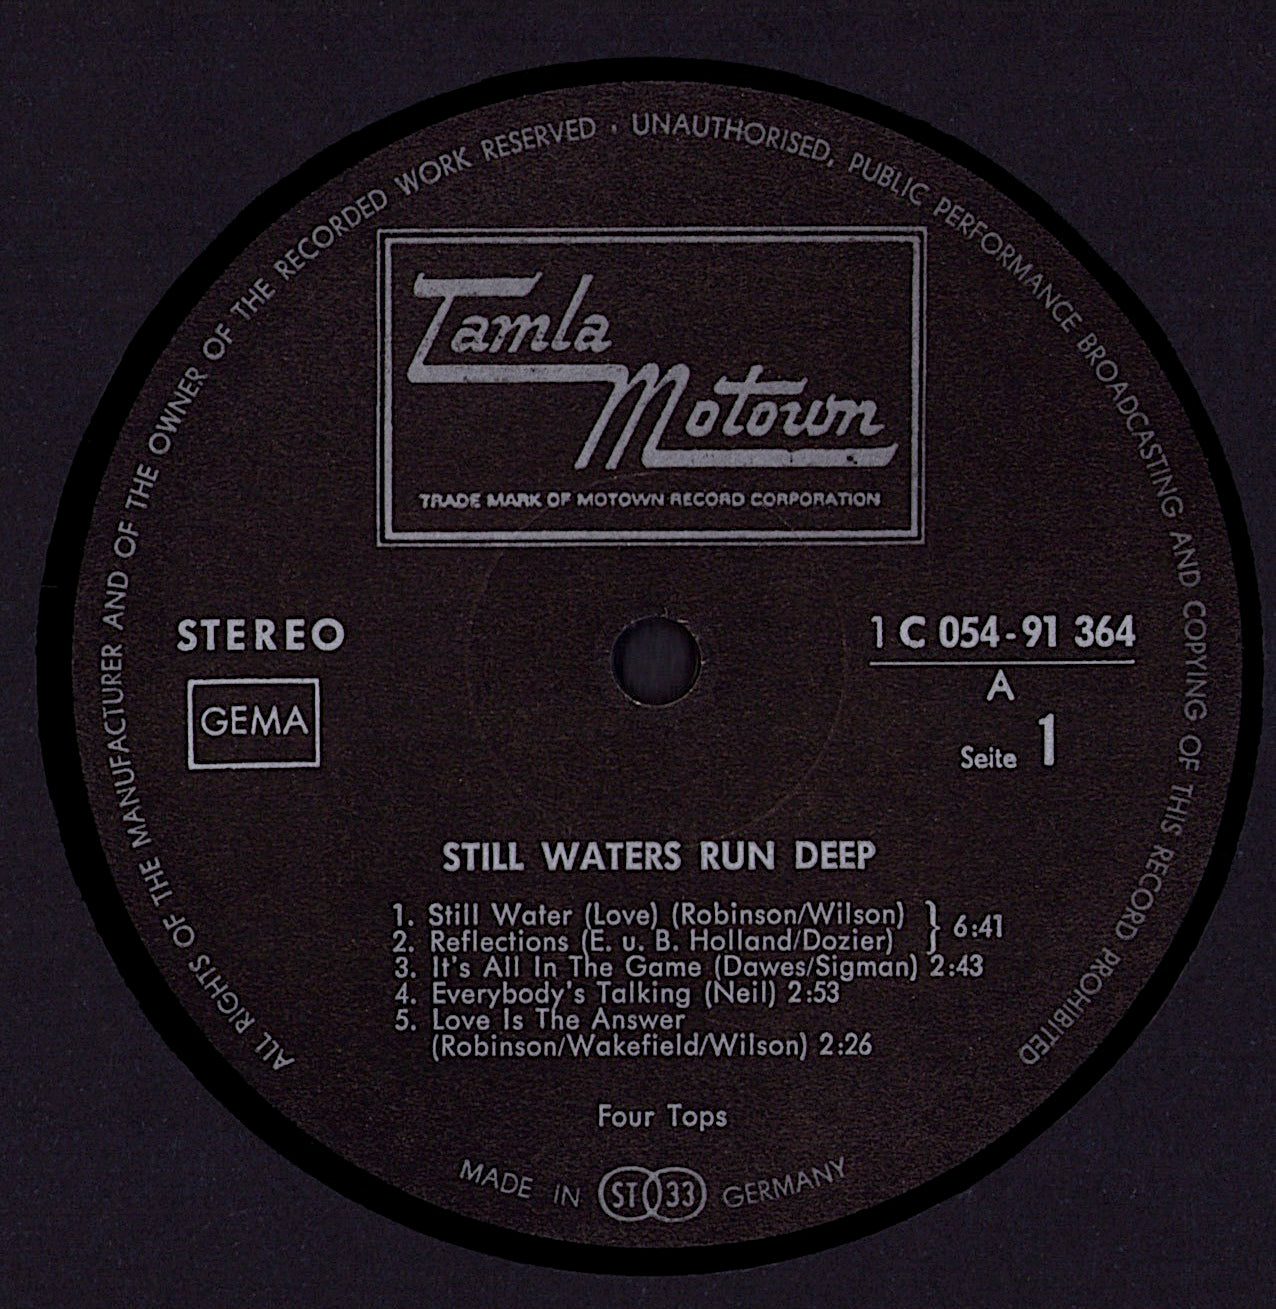 ALL RIGHTS OF THE MANUFACTURER AND OF THE OWNER OF THE RECORDED WORK RESERVED · UNAUTHORISED, PUBLIC PERFORMANCE BROADCASTING AND COPYING OF THIS RECORD PROHIBITED
Tamla
Motown
TRADE MARK OF MOTOWN RECORD CORPORATION
STEREO
GEMA
1 C 054-91 364
A
Seite 1
STILL WATERS RUN DEEP
1. Still Water (Love) (Robinson/Wilson)
2. Reflections (E. u. B. Holland/Dozier) } 6:41
3. It's All In The Game (Dawes/Sigman) 2:43
4. Everybody's Talking (Neil) 2:53
5. Love Is The Answer
(Robinson/Wakefield/Wilson) 2:26
Four Tops
MADE IN ST 33 GERMANY